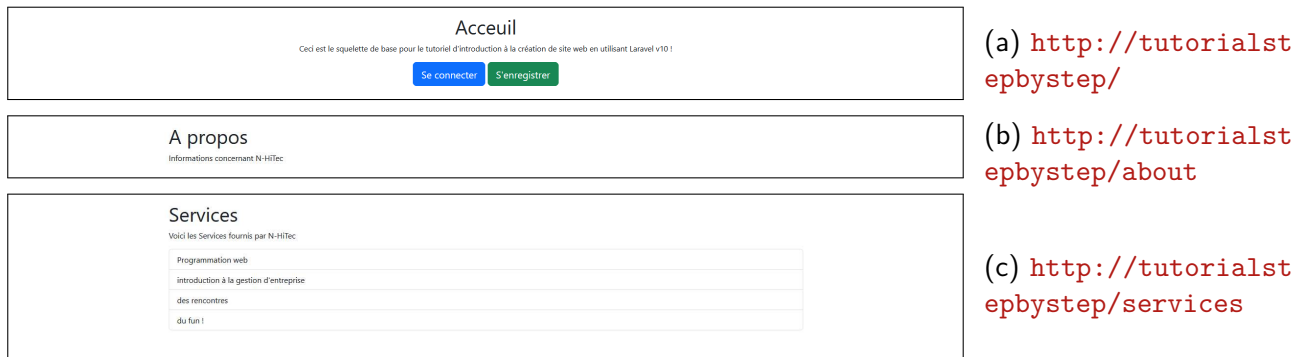 Acceuil
Ceci est le squelette de base pour le tutoriel d'introduction à la création de site web en utilisant Laravel v10 !
Se connecter S'enregistrer
(a) http://tutorialst
epbystep/
A propos
Informations concernant N-HiTec
(b) http://tutorialst
epbystep/about
Services
Voici les Services fournis par N-HiTec
Programmation web
introduction à la gestion d'entreprise
des rencontres
du fun !
(c) http://tutorialst
epbystep/services